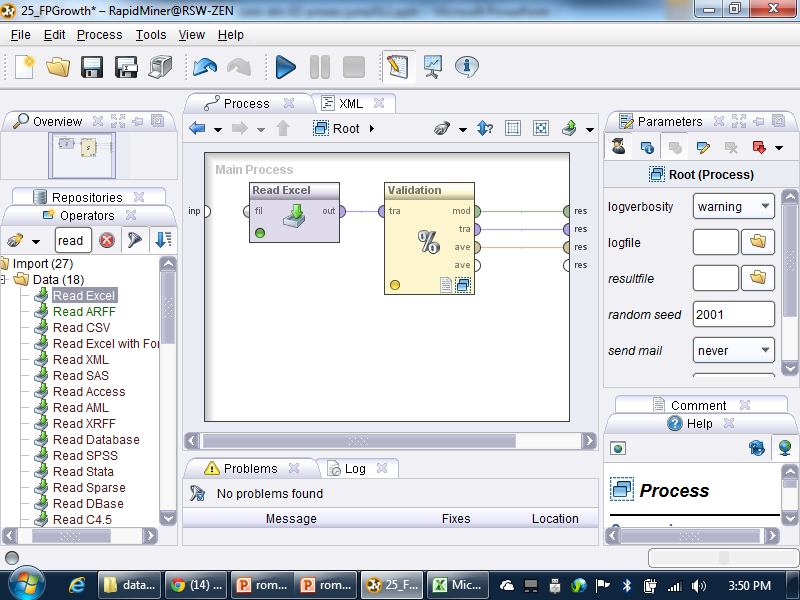 25_FPGrowth* – RapidMiner@RSW-ZEN
File Edit Process Tools View Help
Overview
Process
XML
Root
Parameters
Root (Process)
logverbosity
warning
logfile
resultfile
random seed
2001
send mail
never
Repositories
Operators
read
Import (27)
Data (18)
Read Excel
Read ARFF
Read CSV
Read Excel with For
Read XML
Read SAS
Read Access
Read AML
Read XRFF
Read Database
Read SPSS
Read Stata
Read Sparse
Read DBase
Read C4.5
Main Process
Read Excel
Validation
inp
fil
out
tra
mod
res
tra
res
ave
res
ave
res
Problems
Log
No problems found
Message Fixes Location
Comment
Help
Process
data...
(14) ...
rom...
rom...
25_F...
Mic...
3:50 PM